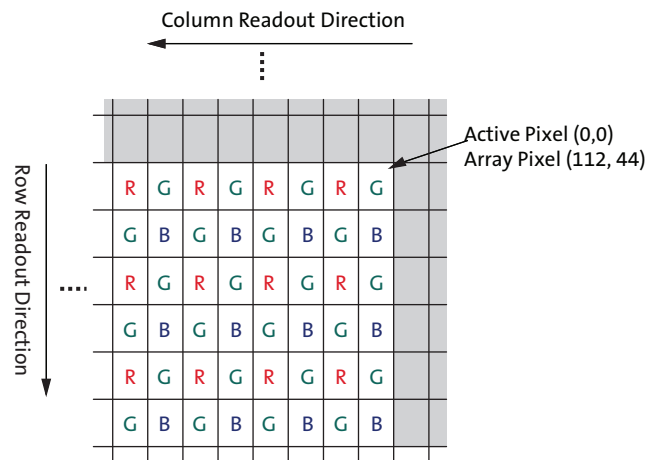 Column Readout Direction
Active Pixel (0,0)
Array Pixel (112, 44)
Row Readout Direction
R G R G R G R G
G B G B G B G B
R G R G R G R G
G B G B G B G B
R G R G R G R G
G B G B G B G B